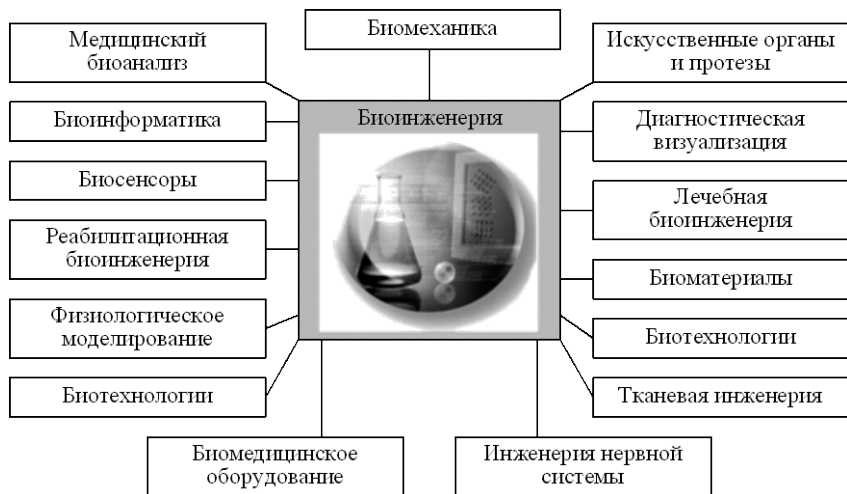 Биомеханика
Медицинский
биоанализ
Биоинформатика
Биосенсоры
Реабилитационная
биоинженерия
Физиологическое
моделирование
Биотехнологии
Биоинженерия
Искусственные органы
и протезы
Диагностическая
визуализация
Лечебная
биоинженерия
Биоматериалы
Биотехнологии
Тканевая инженерия
Биомедицинское
оборудование
Инженерия нервной
системы